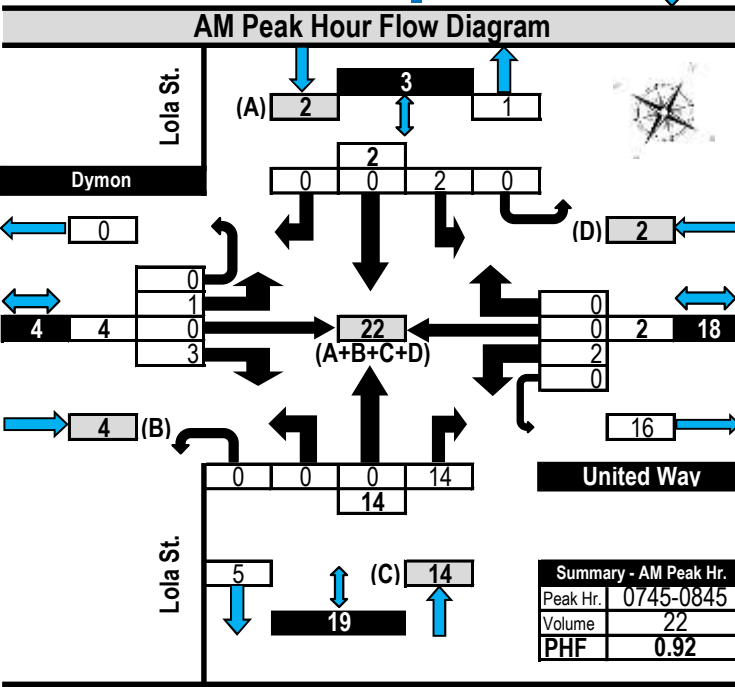 AM Peak Hour Flow Diagram
Lola St.
3
(A) 2 1
2
Dymon
0 0 2 0
0
(D) 2
0
1
4 4 0
3
22
(A+B+C+D)
0
0 2 18
2
0
4 (B)
16
0 0 0 14
14
United Way
Lola St.
5
(C) 14
19
Summary - AM Peak Hr.
Peak Hr. 0745-0845
Volume 22
PHF 0.92